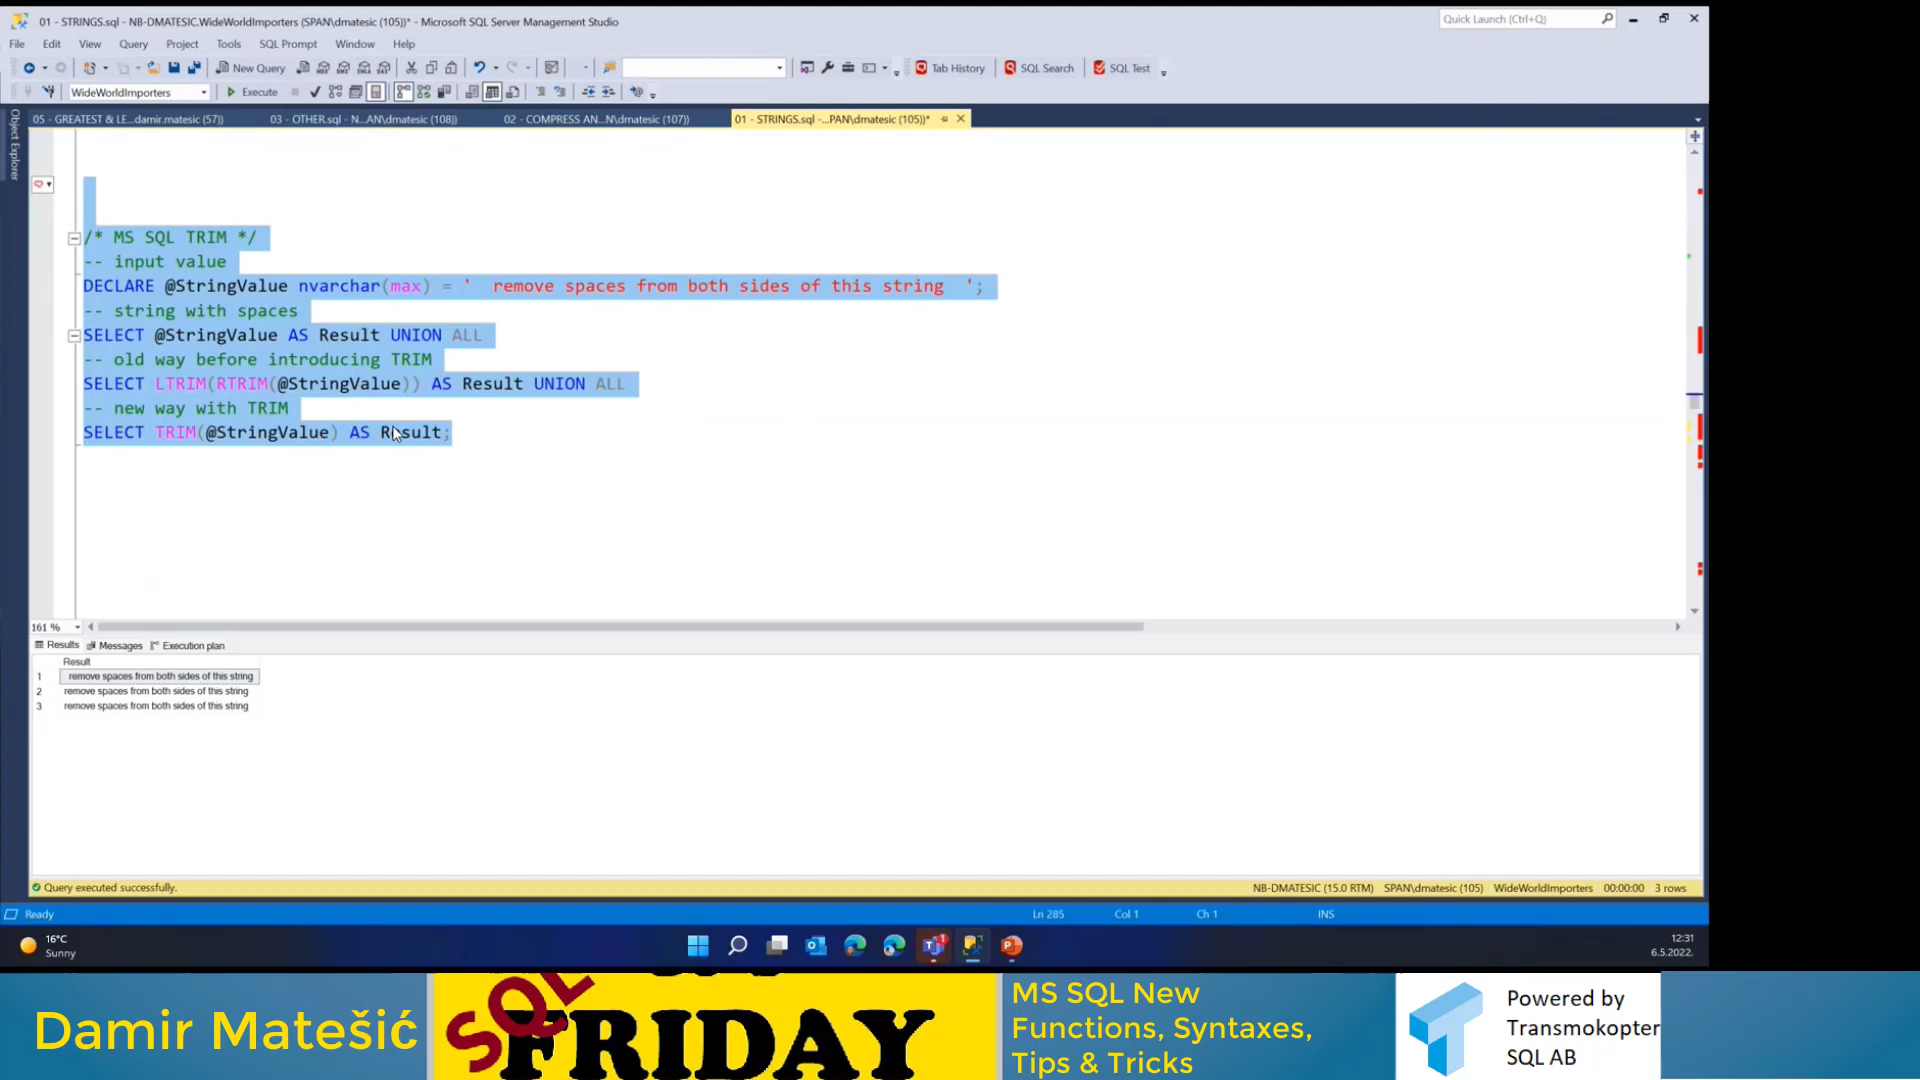 01 - STRINGS.sql - NB-DMATESIC.WideWorldImporters (SPAN\dmatesic (105))* - Microsoft SQL Server Management Studio
Quick Launch (Ctrl+Q)
File Edit View Query Project Tools SQL Prompt Window Help
New Query
Tab History SQL Search SQL Test
WideWorldImporters Execute
05 - GREATEST & LE...damir.matesic (57)) 03 - OTHER.sql - N...AN\dmatesic (108)) 02 - COMPRESS AN...N\dmatesic (107)) 01 - STRINGS.sql -...PAN\dmatesic (105))*
Object Explorer
/* MS SQL TRIM */
-- input value
DECLARE @StringValue nvarchar(max) = '  remove spaces from both sides of this string  ';
-- string with spaces
SELECT @StringValue AS Result UNION ALL
-- old way before introducing TRIM
SELECT LTRIM(RTRIM(@StringValue)) AS Result UNION ALL
-- new way with TRIM
SELECT TRIM(@StringValue) AS Result;
161 %
Results Messages Execution plan
Result
1 remove spaces from both sides of this string
2 remove spaces from both sides of this string
3 remove spaces from both sides of this string
Query executed successfully. NB-DMATESIC (15.0 RTM) SPAN\dmatesic (105) WideWorldImporters 00:00:00 3 rows
Ready Ln 285 Col 1 Ch 1 INS
16°C
Sunny
12:31
6.5.2022.
Damir Matešić
SQL
FRIDAY
MS SQL New
Functions, Syntaxes,
Tips & Tricks
Powered by
Transmokopter
SQL AB